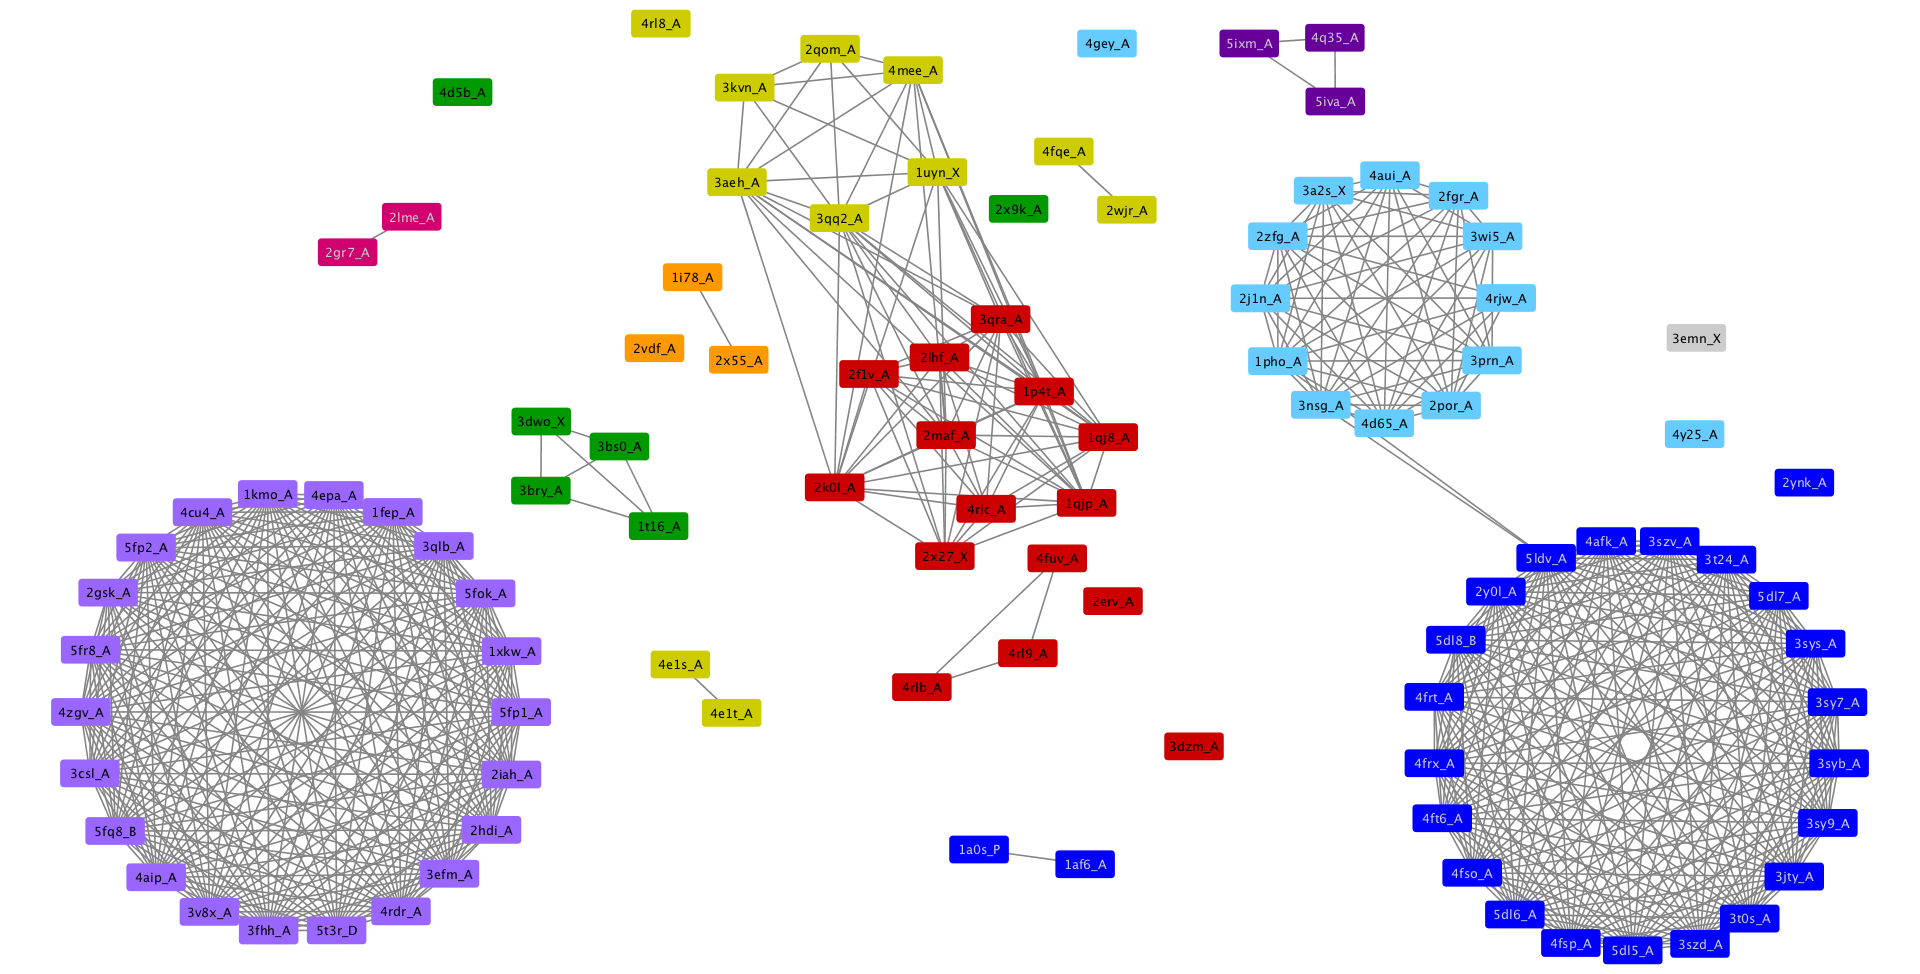 4rl8_A
2qom_A
4mee_A
3kvn_A
4gey_A
5ixm_A
4q35_A
5iva_A
4d5b_A
4fqe_A
2wjr_A
3aeh_A
1uyn_X
3qq2_A
2x9k_A
2lme_A
2gr7_A
4aui_A
3a2s_X
2fgr_A
2zfg_A
3wi5_A
2j1n_A
4rjw_A
1pho_A
3prn_A
3nsg_A
2por_A
4d65_A
1i78_A
2vdf_A
2x55_A
3qra_A
2lhf_A
2f1v_A
1p4t_A
2maf_A
1qj8_A
2k0l_A
4rlc_A
1qjp_A
2x27_X
3emn_X
4y25_A
2ynk_A
3dwo_X
3bs0_A
3bry_A
1t16_A
4fuv_A
2erv_A
4rl9_A
4rlb_A
3dzm_A
4e1s_A
4e1t_A
1a0s_P
1af6_A
1kmo_A
4epa_A
4cu4_A
1fep_A
5fp2_A
3qlb_A
2gsk_A
5fok_A
5fr8_A
1xkw_A
4zgv_A
5fp1_A
3csl_A
2iah_A
5fq8_B
2hdi_A
4aip_A
3efm_A
3v8x_A
4rdr_A
3fhh_A
5t3r_D
4afk_A
3szv_A
5ldv_A
3t24_A
2y0l_A
5dl7_A
5dl8_B
3sys_A
4frt_A
3sy7_A
4frx_A
3syb_A
4ft6_A
3sy9_A
4fso_A
3jty_A
5dl6_A
3t0s_A
4fsp_A
5dl5_A
3szd_A